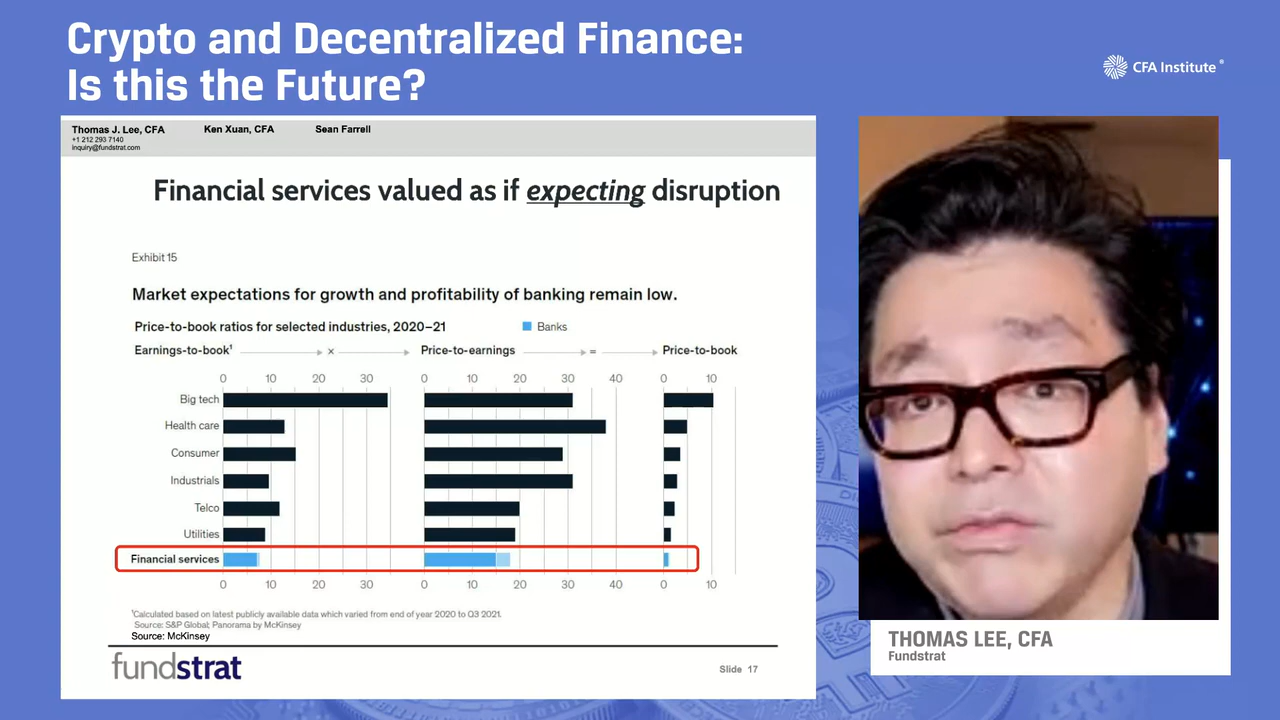 Crypto and Decentralized Finance:
Is this the Future?
CFA Institute®
Thomas J. Lee, CFA Ken Xuan, CFA Sean Farrell
+1 212 293 7140
inquiry@fundstrat.com
Financial services valued as if expecting disruption
Exhibit 15
Market expectations for growth and profitability of banking remain low.
Price-to-book ratios for selected industries, 2020–21 Banks
Earnings-to-book¹ × Price-to-earnings = Price-to-book
0 10 20 30 0 10 20 30 40 0 10
Big tech
Health care
Consumer
Industrials
Telco
Utilities
Financial services
0 10 20 30 0 10 20 30 40 0 10
¹Calculated based on latest publicly available data which varied from end of year 2020 to Q3 2021.
Source: S&P Global; Panorama by McKinsey
Source: McKinsey
fundstrat
Slide 17
THOMAS LEE, CFA
Fundstrat